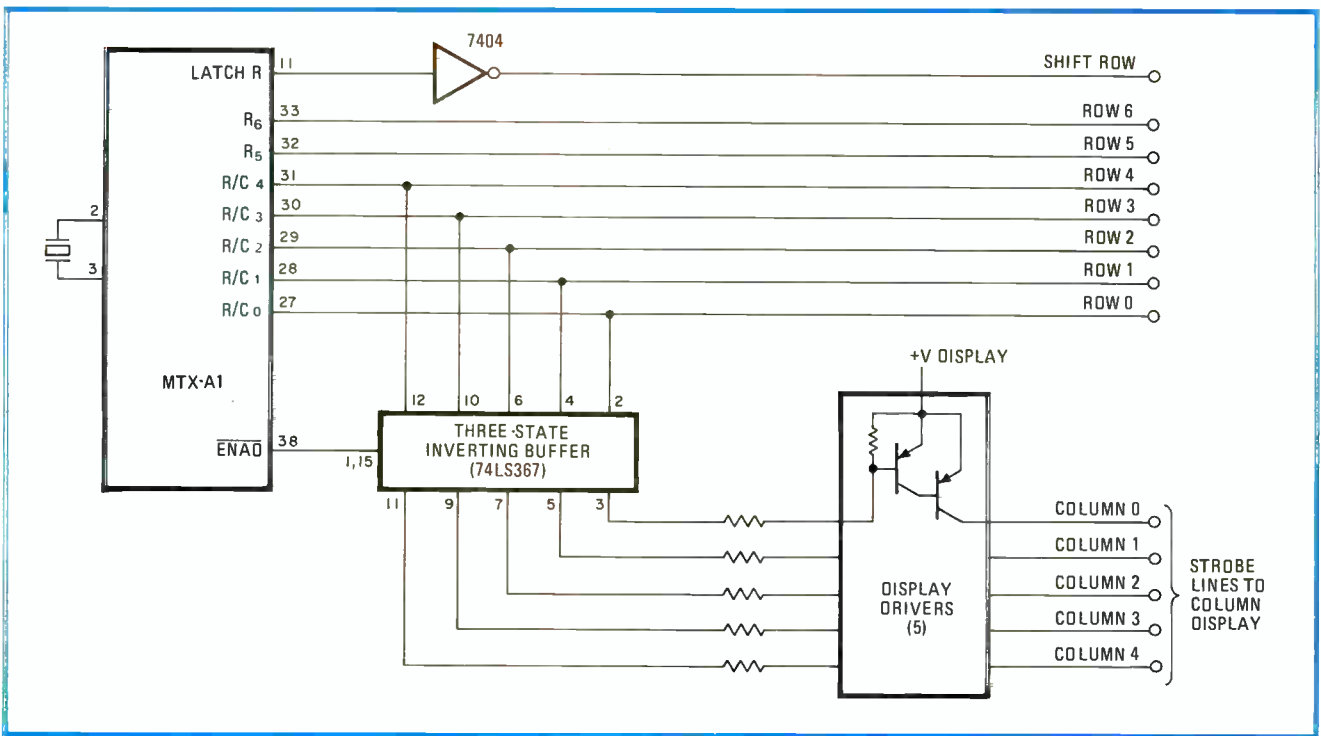 7404
LATCH R 11 SHIFT ROW
R6 33 ROW 6
R5 32 ROW 5
R/C 4 31 ROW 4
R/C 3 30 ROW 3
2 R/C 2 29 ROW 2
3 R/C 1 28 ROW 1
R/C 0 27 ROW 0
+V DISPLAY
MTX-A1
12 10 6 4 2
ENA0 38
1,15
THREE-STATE
INVERTING BUFFER
(74LS367)
11 9 7 5 3
COLUMN 0
COLUMN 1
COLUMN 2
COLUMN 3
COLUMN 4
DISPLAY
DRIVERS
(5)
STROBE
LINES TO
COLUMN
DISPLAY